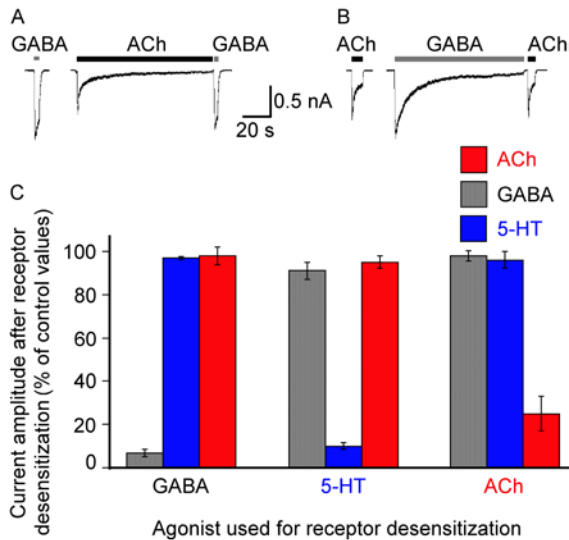 A
GABA ACh GABA
0.5 nA
20 s
B
ACh GABA ACh
ACh
GABA
5-HT
C
Current amplitude after receptor
desensitization (% of control values)
100
80
60
40
20
0
GABA 5-HT ACh
Agonist used for receptor desensitization